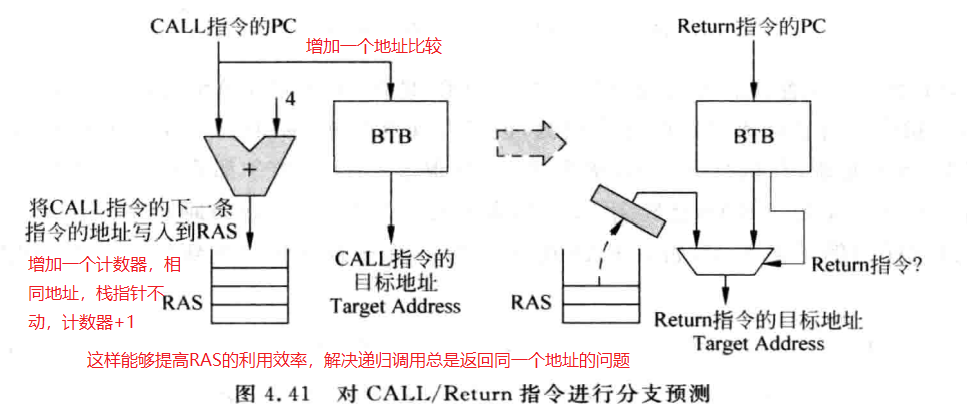 CALL指令的PC
增加一个地址比较
Return指令的PC
4
BTB
BTB
+
将CALL指令的下一条
指令的地址写入到RAS
增加一个计数器，相
同地址，栈指针不
动，计数器+1
RAS
CALL指令的
目标地址
Target Address
RAS
Return指令?
Return指令的目标地址
Target Address
这样能够提高RAS的利用效率，解决递归调用总是返回同一个地址的问题
图 4.41 对 CALL/Return 指令进行分支预测